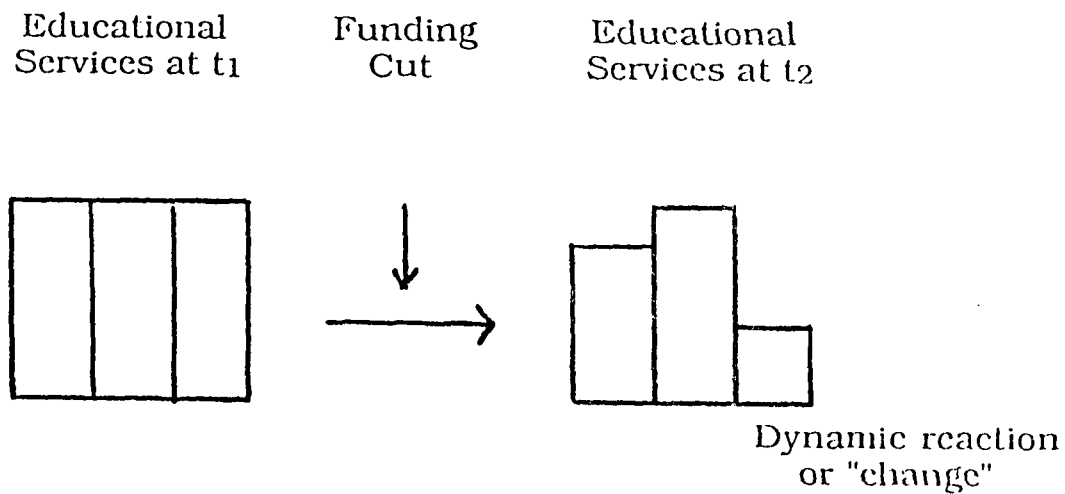 Educational
Services at t1
Funding
Cut
Educational
Services at t2
Dynamic reaction
or "change"